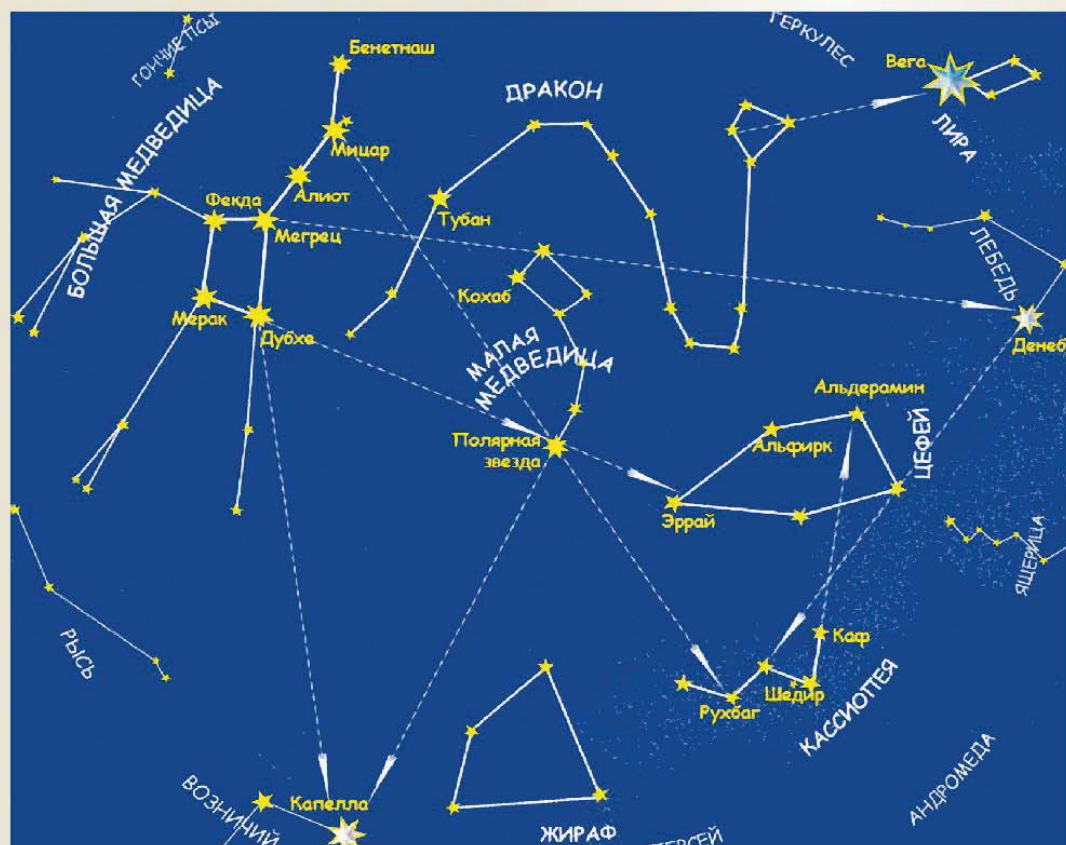 ГОНЧИЕ ПСЫ
Бенетнаш
ГЕРКУЛЕС
Вега
ДРАКОН
ЛИРА
БОЛЬШАЯ МЕДВЕДИЦА
Мицар
Алиот
Фекда
Мегрец
Тубан
ЛЕБЕДЬ
Кохаб
Мерак
Дубхе
Денеб
МАЛАЯ
МЕДВЕДИЦА
Альдерамин
Полярная
звезда
Альфирк
ЦЕФЕЙ
Эррай
ЯЩЕРИЦА
РЫСЬ
Каф
Шедир
Рухбаг
КАССИОПЕЯ
АНДРОМЕДА
ВОЗНИЧИЙ
Капелла
ЖИРАФ